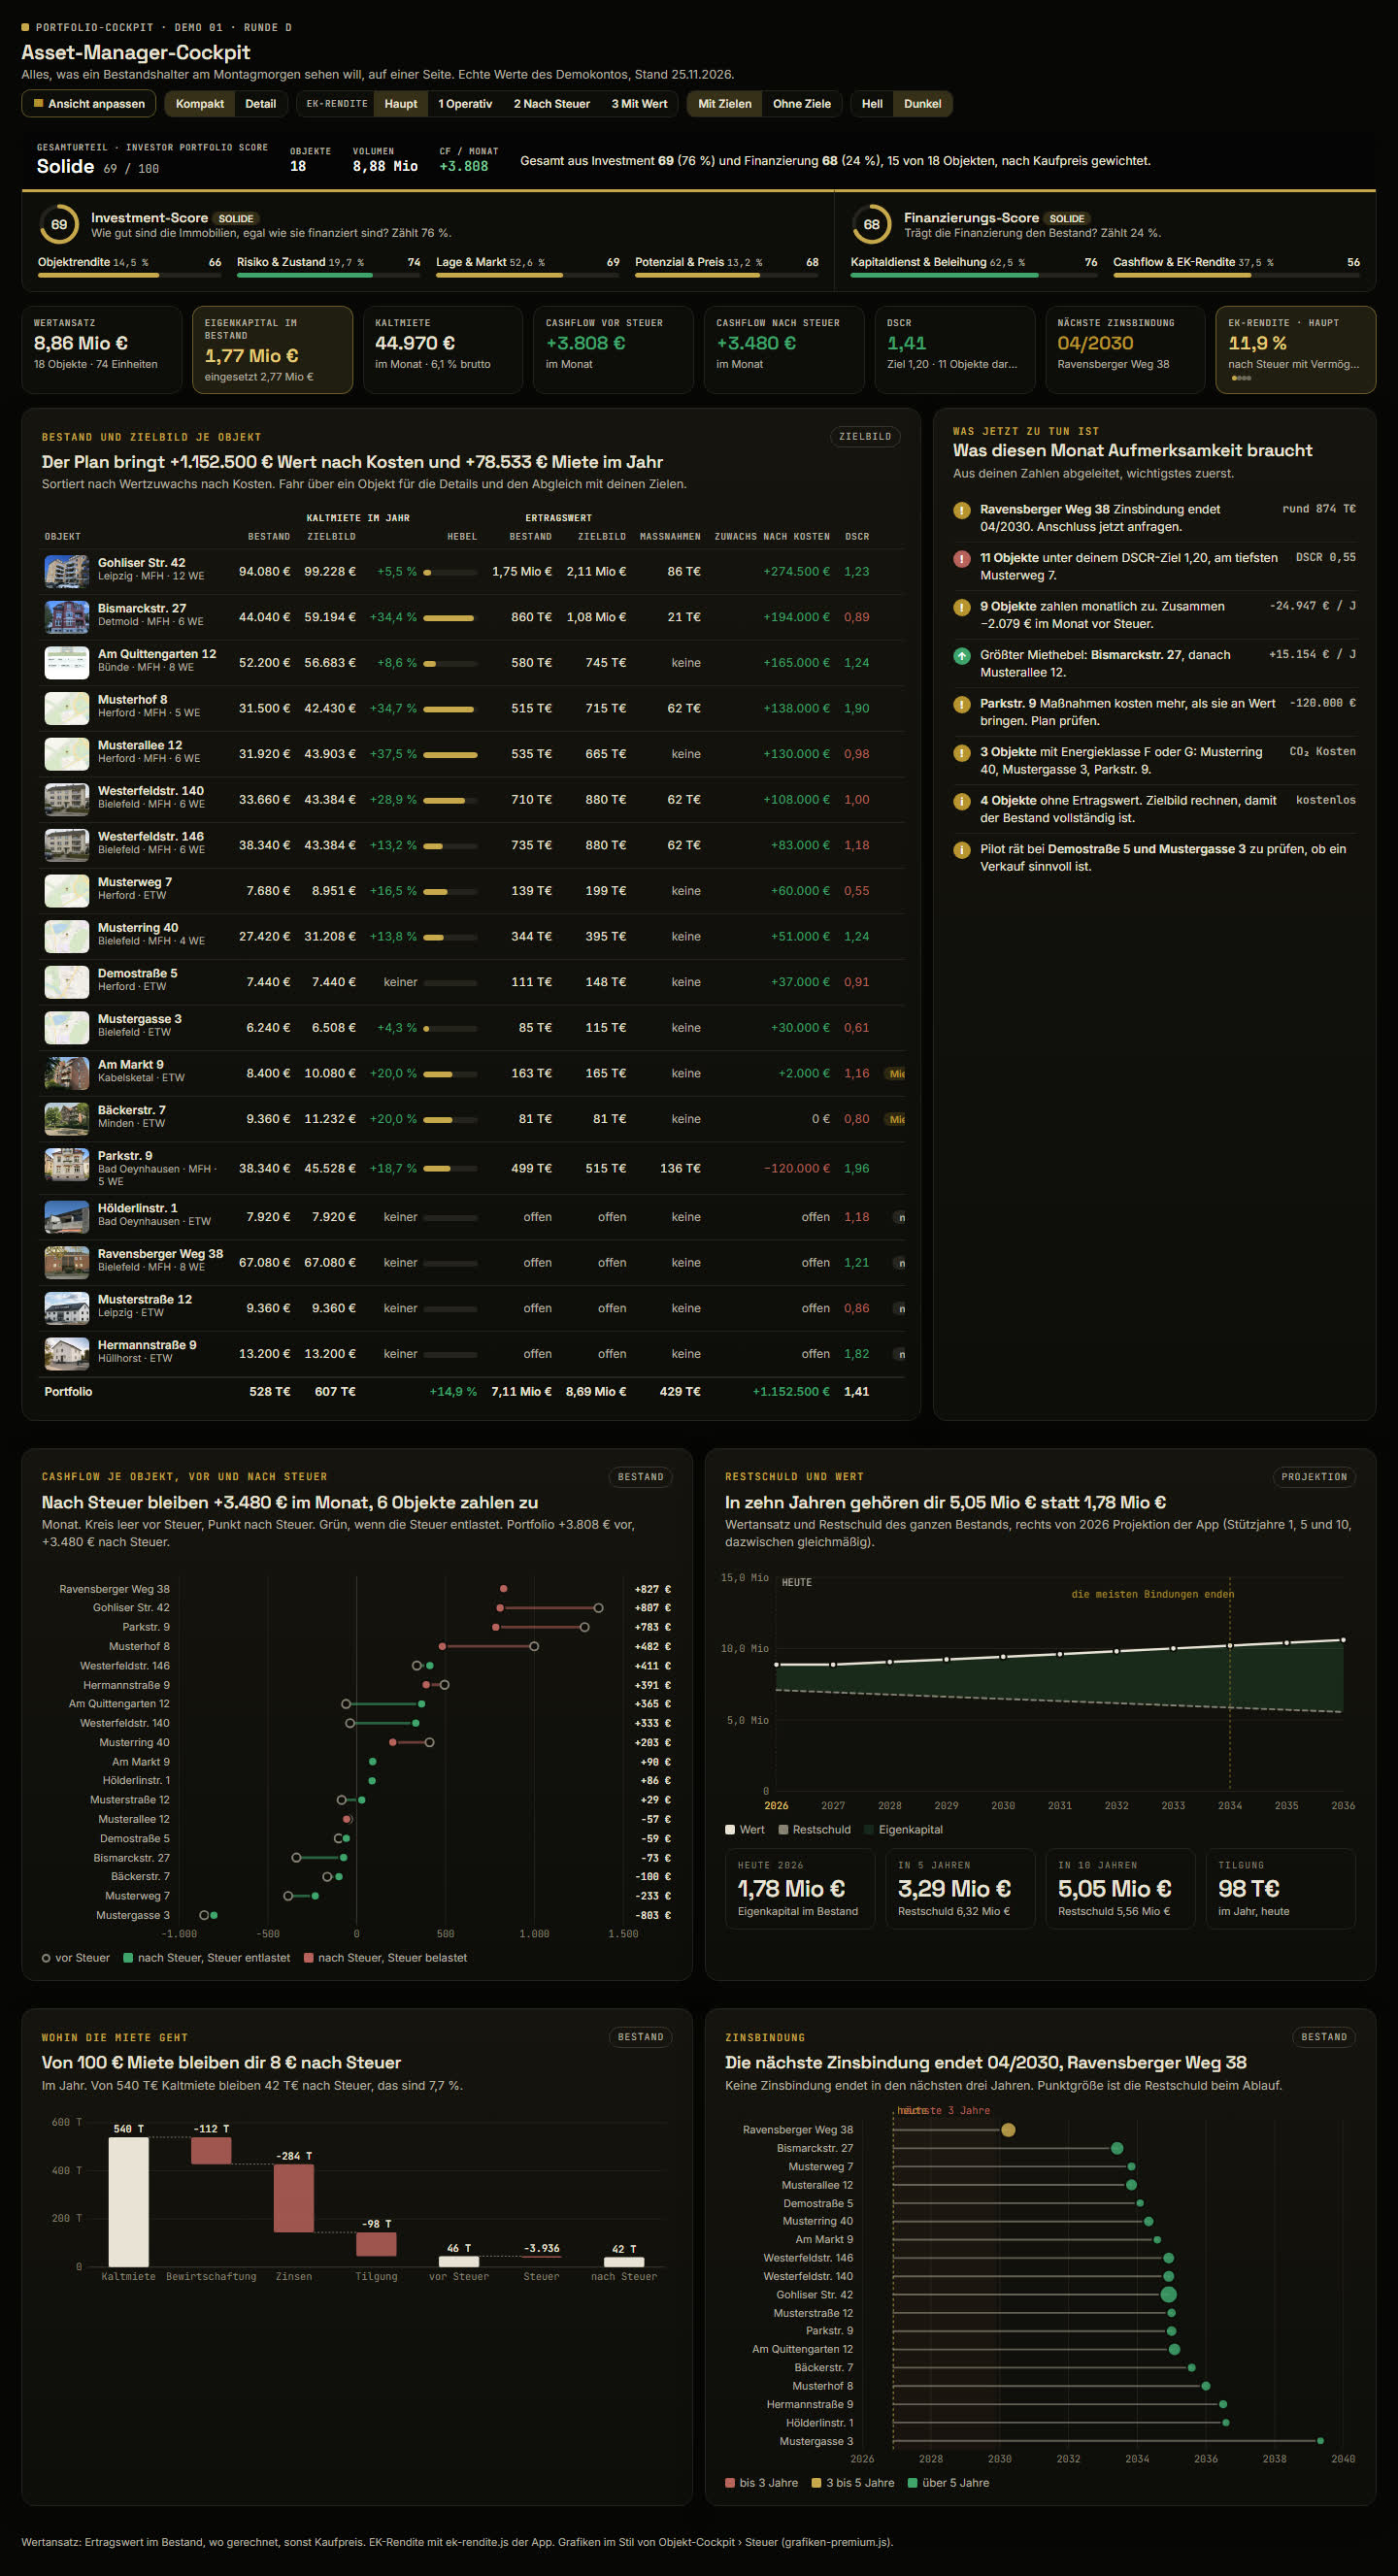 PORTFOLIO-COCKPIT · DEMO 01 · RUNDE D
Asset-Manager-Cockpit
Alles, was ein Bestandshalter am Montagmorgen sehen will, auf einer Seite. Echte Werte des Demokontos, Stand 25.11.2026.
Ansicht anpassen Kompakt Detail EK-RENDITE Haupt 1 Operativ 2 Nach Steuer 3 Mit Wert Mit Zielen Ohne Ziele Hell Dunkel
GESAMTURTEIL · INVESTOR PORTFOLIO SCORE OBJEKTE VOLUMEN CF / MONAT
Solide 69 / 100 18 8,88 Mio +3.808 Gesamt aus Investment 69 (76 %) und Finanzierung 68 (24 %), 15 von 18 Objekten, nach Kaufpreis gewichtet.
69 Investment-Score SOLIDE
Wie gut sind die Immobilien, egal wie sie finanziert sind? Zählt 76 %.
Objektrendite 14,5 % 66 Risiko & Zustand 19,7 % 74 Lage & Markt 52,6 % 69 Potenzial & Preis 13,2 % 68
68 Finanzierungs-Score SOLIDE
Trägt die Finanzierung den Bestand? Zählt 24 %.
Kapitaldienst & Beleihung 62,5 % 76 Cashflow & EK-Rendite 37,5 % 56
WERTANSATZ
8,86 Mio €
18 Objekte · 74 Einheiten
EIGENKAPITAL IM
BESTAND
1,77 Mio €
eingesetzt 2,77 Mio €
KALTMIETE
44.970 €
im Monat · 6,1 % brutto
CASHFLOW VOR STEUER
+3.808 €
im Monat
CASHFLOW NACH STEUER
+3.480 €
im Monat
DSCR
1,41
Ziel 1,20 · 11 Objekte dar...
NÄCHSTE ZINSBINDUNG
04/2030
Ravensberger Weg 38
EK-RENDITE · HAUPT
11,9 %
nach Steuer mit Vermög...
BESTAND UND ZIELBILD JE OBJEKT ZIELBILD
Der Plan bringt +1.152.500 € Wert nach Kosten und +78.533 € Miete im Jahr
Sortiert nach Wertzuwachs nach Kosten. Fahr über ein Objekt für die Details und den Abgleich mit deinen Zielen.
KALTMIETE IM JAHR ERTRAGSWERT
OBJEKT BESTAND ZIELBILD HEBEL BESTAND ZIELBILD MASSNAHMEN ZUWACHS NACH KOSTEN DSCR
Gohliser Str. 42
Leipzig · MFH · 12 WE
94.080 € 99.228 € +5,5 % 1,75 Mio € 2,11 Mio € 86 T€ +274.500 € 1,23
Bismarckstr. 27
Detmold · MFH · 6 WE
44.040 € 59.194 € +34,4 % 860 T€ 1,08 Mio € 21 T€ +194.000 € 0,89
Am Quittengarten 12
Bünde · MFH · 8 WE
52.200 € 56.683 € +8,6 % 580 T€ 745 T€ keine +165.000 € 1,24
Musterhof 8
Herford · MFH · 5 WE
31.500 € 42.430 € +34,7 % 515 T€ 715 T€ 62 T€ +138.000 € 1,90
Musterallee 12
Herford · MFH · 6 WE
31.920 € 43.903 € +37,5 % 535 T€ 665 T€ keine +130.000 € 0,98
Westerfeldstr. 140
Bielefeld · MFH · 6 WE
33.660 € 43.384 € +28,9 % 710 T€ 880 T€ 62 T€ +108.000 € 1,00
Westerfeldstr. 146
Bielefeld · MFH · 6 WE
38.340 € 43.384 € +13,2 % 735 T€ 880 T€ 62 T€ +83.000 € 1,18
Musterweg 7
Herford · ETW
7.680 € 8.951 € +16,5 % 139 T€ 199 T€ keine +60.000 € 0,55
Musterring 40
Bielefeld · MFH · 4 WE
27.420 € 31.208 € +13,8 % 344 T€ 395 T€ keine +51.000 € 1,24
Demostraße 5
Herford · ETW
7.440 € 7.440 € keiner 111 T€ 148 T€ keine +37.000 € 0,91
Mustergasse 3
Bielefeld · ETW
6.240 € 6.508 € +4,3 % 85 T€ 115 T€ keine +30.000 € 0,61
Am Markt 9
Kabelsketal · ETW
8.400 € 10.080 € +20,0 % 163 T€ 165 T€ keine +2.000 € 1,16 Mie
Bäckerstr. 7
Minden · ETW
9.360 € 11.232 € +20,0 % 81 T€ 81 T€ keine 0 € 0,80 Mie
Parkstr. 9
Bad Oeynhausen · MFH ·
5 WE
38.340 € 45.528 € +18,7 % 499 T€ 515 T€ 136 T€ −120.000 € 1,96
Hölderlinstr. 1
Bad Oeynhausen · ETW
7.920 € 7.920 € keiner offen offen keine offen 1,18 n
Ravensberger Weg 38
Bielefeld · MFH · 8 WE
67.080 € 67.080 € keiner offen offen keine offen 1,21 n
Musterstraße 12
Leipzig · ETW
9.360 € 9.360 € keiner offen offen keine offen 0,86 n
Hermannstraße 9
Hüllhorst · ETW
13.200 € 13.200 € keiner offen offen keine offen 1,82 n
Portfolio 528 T€ 607 T€ +14,9 % 7,11 Mio € 8,69 Mio € 429 T€ +1.152.500 € 1,41
WAS JETZT ZU TUN IST
Was diesen Monat Aufmerksamkeit braucht
Aus deinen Zahlen abgeleitet, wichtigstes zuerst.
! Ravensberger Weg 38 Zinsbindung endet rund 874 T€
04/2030. Anschluss jetzt anfragen.
! 11 Objekte unter deinem DSCR-Ziel 1,20, am tiefsten DSCR 0,55
Musterweg 7.
! 9 Objekte zahlen monatlich zu. Zusammen -24.947 € / J
−2.079 € im Monat vor Steuer.
Größter Miethebel: Bismarckstr. 27, danach +15.154 € / J
Musterallee 12.
! Parkstr. 9 Maßnahmen kosten mehr, als sie an Wert -120.000 €
bringen. Plan prüfen.
! 3 Objekte mit Energieklasse F oder G: Musterring CO₂ Kosten
40, Mustergasse 3, Parkstr. 9.
i 4 Objekte ohne Ertragswert. Zielbild rechnen, damit kostenlos
der Bestand vollständig ist.
i Pilot rät bei Demostraße 5 und Mustergasse 3 zu prüfen, ob ein
Verkauf sinnvoll ist.
CASHFLOW JE OBJEKT, VOR UND NACH STEUER BESTAND
Nach Steuer bleiben +3.480 € im Monat, 6 Objekte zahlen zu
Monat. Kreis leer vor Steuer, Punkt nach Steuer. Grün, wenn die Steuer entlastet. Portfolio +3.808 € vor,
+3.480 € nach Steuer.
Ravensberger Weg 38 +827 €
Gohliser Str. 42 +807 €
Parkstr. 9 +783 €
Musterhof 8 +482 €
Westerfeldstr. 146 +411 €
Hermannstraße 9 +391 €
Am Quittengarten 12 +365 €
Westerfeldstr. 140 +333 €
Musterring 40 +203 €
Am Markt 9 +90 €
Hölderlinstr. 1 +86 €
Musterstraße 12 +29 €
Musterallee 12 -57 €
Demostraße 5 -59 €
Bismarckstr. 27 -73 €
Bäckerstr. 7 -100 €
Musterweg 7 -233 €
Mustergasse 3 -803 €
-1.000 -500 0 500 1.000 1.500
vor Steuer nach Steuer, Steuer entlastet nach Steuer, Steuer belastet
RESTSCHULD UND WERT PROJEKTION
In zehn Jahren gehören dir 5,05 Mio € statt 1,78 Mio €
Wertansatz und Restschuld des ganzen Bestands, rechts von 2026 Projektion der App (Stützjahre 1, 5 und 10,
dazwischen gleichmäßig).
15,0 Mio
HEUTE
die meisten Bindungen enden
10,0 Mio
5,0 Mio
0
2026 2027 2028 2029 2030 2031 2032 2033 2034 2035 2036
Wert Restschuld Eigenkapital
HEUTE 2026
1,78 Mio €
Eigenkapital im Bestand
IN 5 JAHREN
3,29 Mio €
Restschuld 6,32 Mio €
IN 10 JAHREN
5,05 Mio €
Restschuld 5,56 Mio €
TILGUNG
98 T€
im Jahr, heute
WOHIN DIE MIETE GEHT BESTAND
Von 100 € Miete bleiben dir 8 € nach Steuer
Im Jahr. Von 540 T€ Kaltmiete bleiben 42 T€ nach Steuer, das sind 7,7 %.
600 T
400 T
200 T
0
540 T -112 T -284 T -98 T 46 T -3.936 42 T
Kaltmiete Bewirtschaftung Zinsen Tilgung vor Steuer Steuer nach Steuer
ZINSBINDUNG BESTAND
Die nächste Zinsbindung endet 04/2030, Ravensberger Weg 38
Keine Zinsbindung endet in den nächsten drei Jahren. Punktgröße ist die Restschuld beim Ablauf.
3 Jahre
Ravensberger Weg 38
Bismarckstr. 27
Musterweg 7
Musterallee 12
Demostraße 5
Musterring 40
Am Markt 9
Westerfeldstr. 146
Westerfeldstr. 140
Gohliser Str. 42
Musterstraße 12
Parkstr. 9
Am Quittengarten 12
Bäckerstr. 7
Musterhof 8
Hermannstraße 9
Hölderlinstr. 1
Mustergasse 3
2026 2028 2030 2032 2034 2036 2038 2040
bis 3 Jahre 3 bis 5 Jahre über 5 Jahre
Wertansatz: Ertragswert im Bestand, wo gerechnet, sonst Kaufpreis. EK-Rendite mit ek-rendite.js der App. Grafiken im Stil von Objekt-Cockpit › Steuer (grafiken-premium.js).